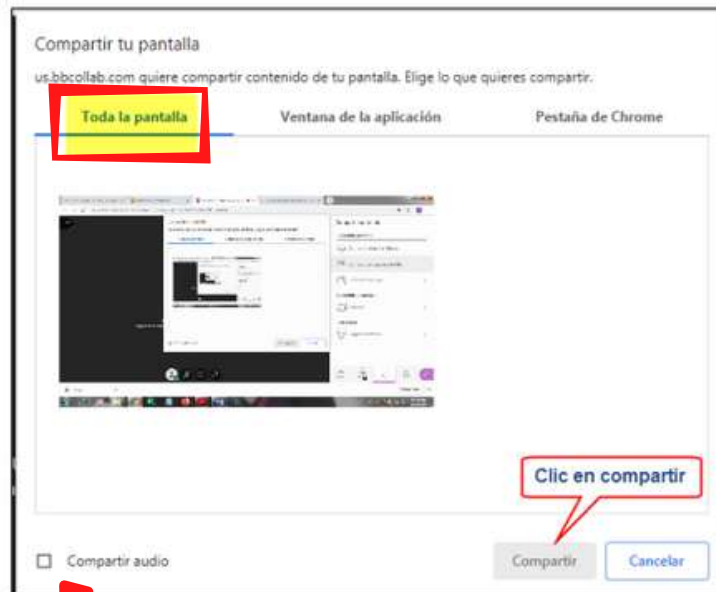 Compartir tu pantalla
us.bbcollab.com quiere compartir contenido de tu pantalla. Elige lo que quieres compartir.
Toda la pantalla Ventana de la aplicación Pestaña de Chrome
Clic en compartir
Compartir audio Compartir Cancelar